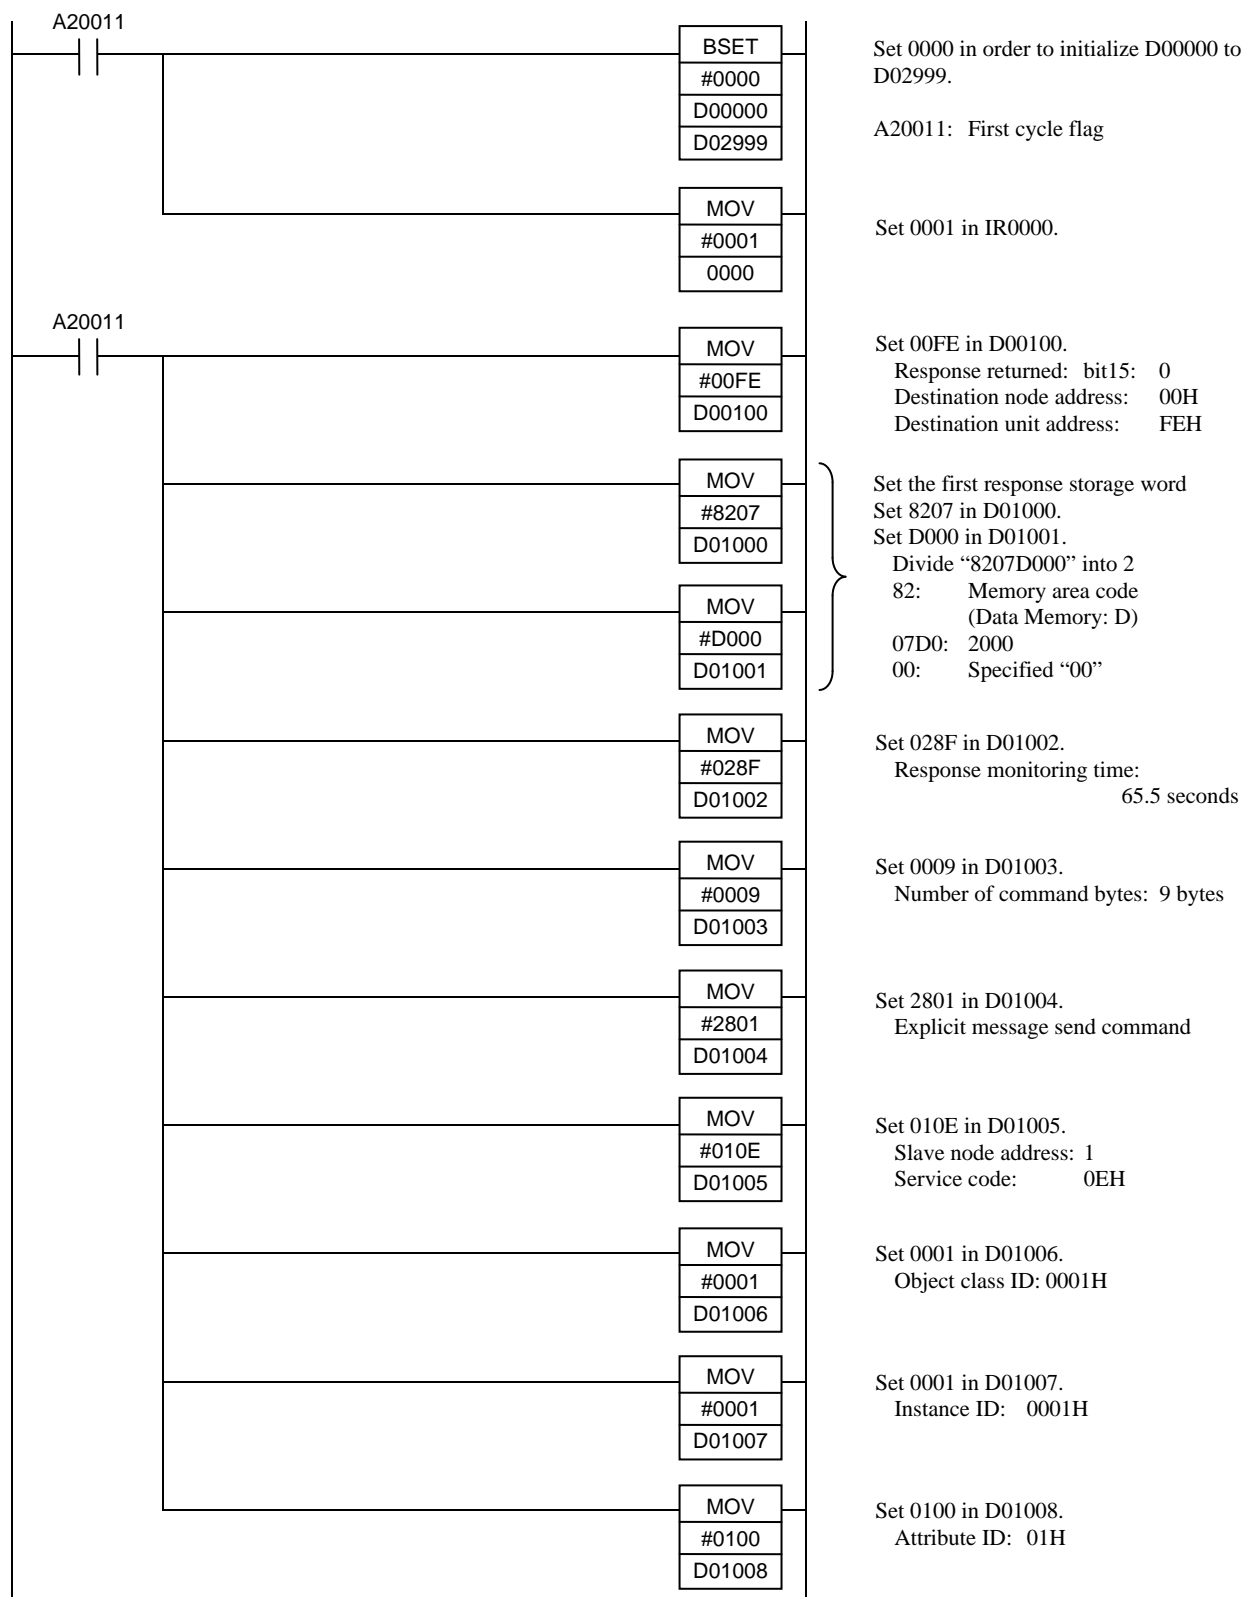 A20011
BSET
#0000
D00000
D02999
Set 0000 in order to initialize D00000 to
D02999.
A20011: First cycle flag
MOV
#0001
0000
Set 0001 in IR0000.
A20011
MOV
#00FE
D00100
Set 00FE in D00100.
Response returned: bit15: 0
Destination node address: 00H
Destination unit address: FEH
MOV
#8207
D01000
MOV
#D000
D01001
Set the first response storage word
Set 8207 in D01000.
Set D000 in D01001.
Divide “8207D000” into 2
82: Memory area code
(Data Memory: D)
07D0: 2000
00: Specified “00”
MOV
#028F
D01002
Set 028F in D01002.
Response monitoring time:
65.5 seconds
MOV
#0009
D01003
Set 0009 in D01003.
Number of command bytes: 9 bytes
MOV
#2801
D01004
Set 2801 in D01004.
Explicit message send command
MOV
#010E
D01005
Set 010E in D01005.
Slave node address: 1
Service code: 0EH
MOV
#0001
D01006
Set 0001 in D01006.
Object class ID: 0001H
MOV
#0001
D01007
Set 0001 in D01007.
Instance ID: 0001H
MOV
#0100
D01008
Set 0100 in D01008.
Attribute ID: 01H